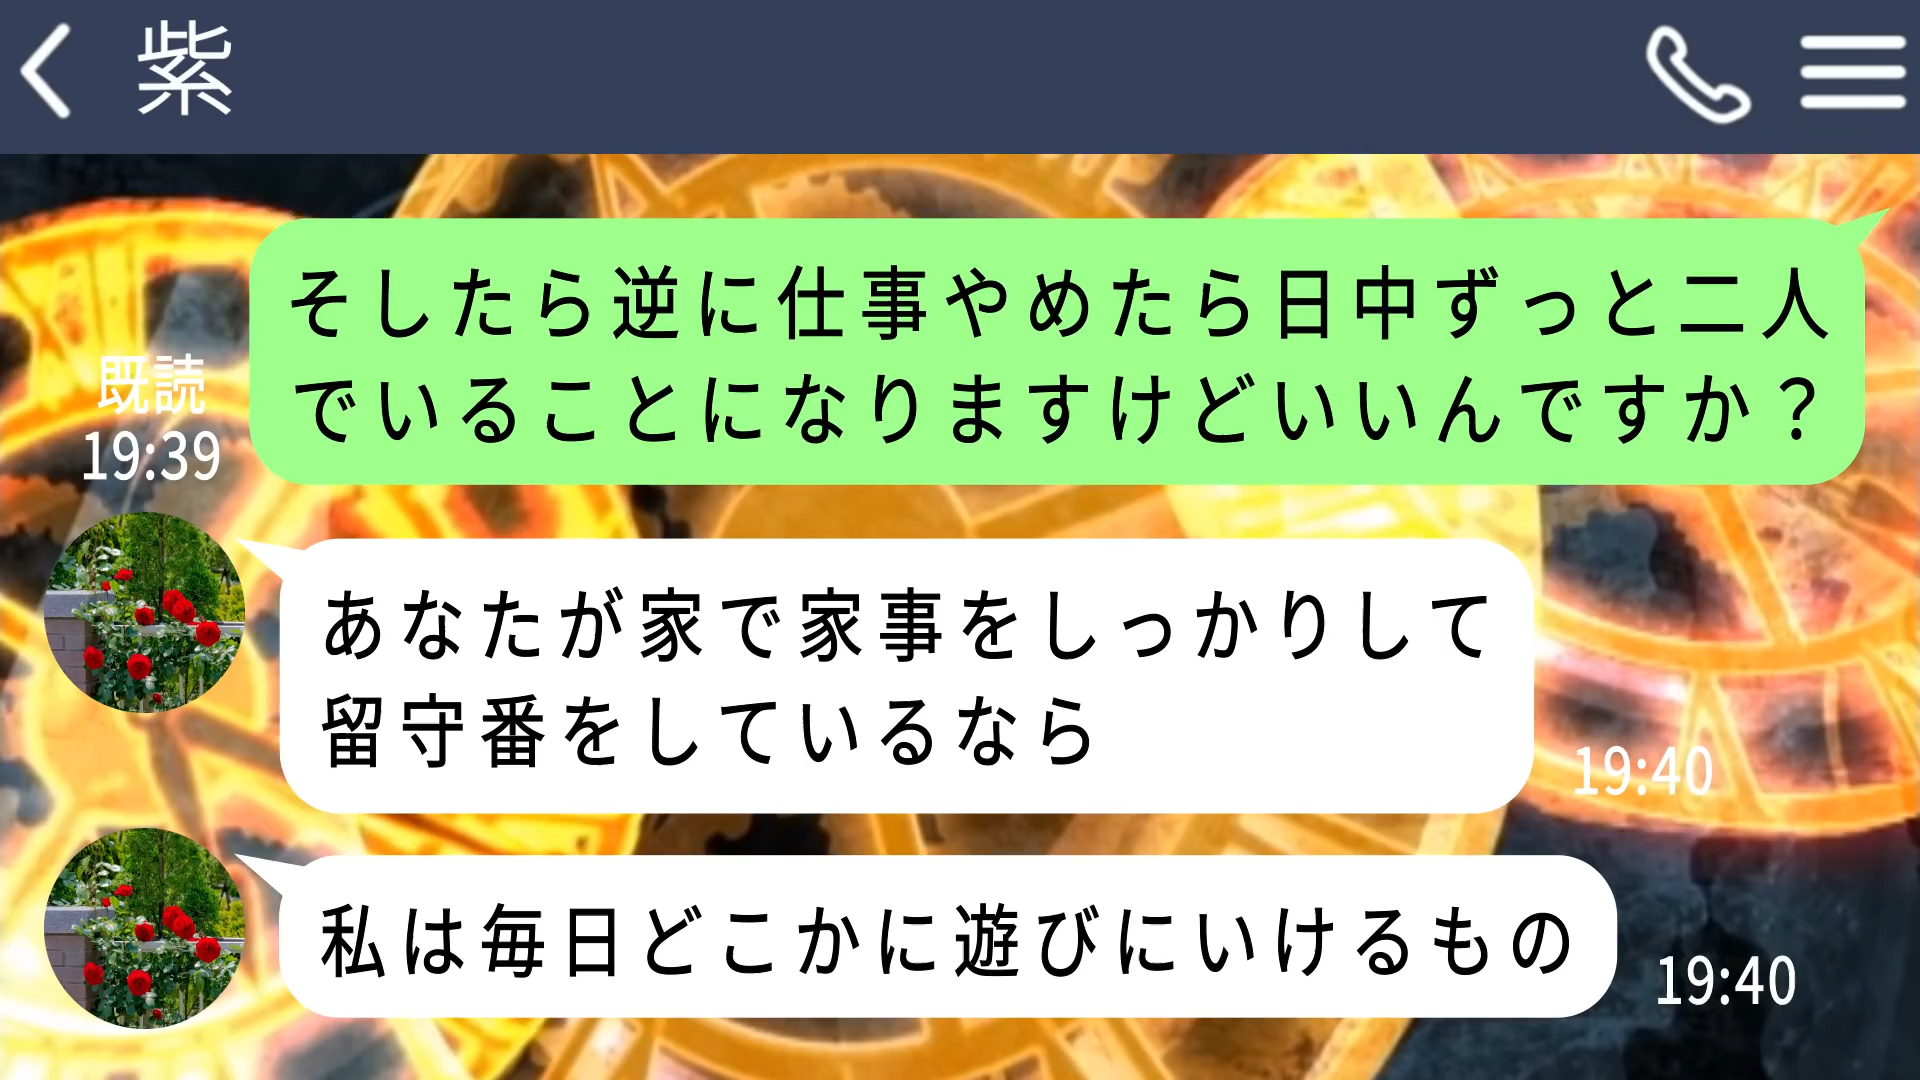 紫
そしたら逆に仕事やめたら日中ずっと二人
でいることになりますけどいいんですか？
既読
19:39
あなたが家で家事をしっかりして
留守番をしているなら
19:40
私は毎日どこかに遊びにいけるもの
19:40